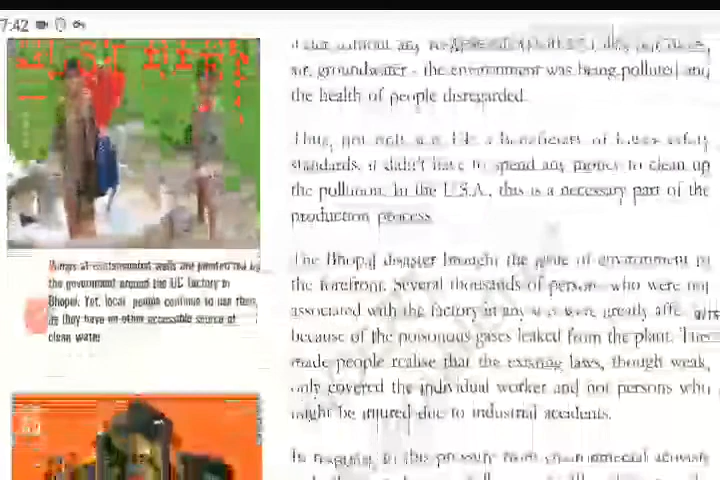 7:42
air, groundwater - the environment was being polluted and
the health of people disregarded.
Thus, not only was UC a beneficiary of lower safety
standards, it didn't have to spend any money to clean up
the pollution. In the U.S.A., this is a necessary part of the
production process.
Pumps at contaminated wells are painted red by
the government around the UC factory in
Bhopal. Yet, local people continue to use them
as they have no other accessible source of
clean water.
The Bhopal disaster brought the issue of environment to
the forefront. Several thousands of persons who were not
associated with the factory in any way were greatly
because of the poisonous gases leaked from the plant. This
made people realise that the existing laws, though weak,
only covered the individual worker and not persons who
might be injured due to industrial accidents.
In to this pressure from environmental